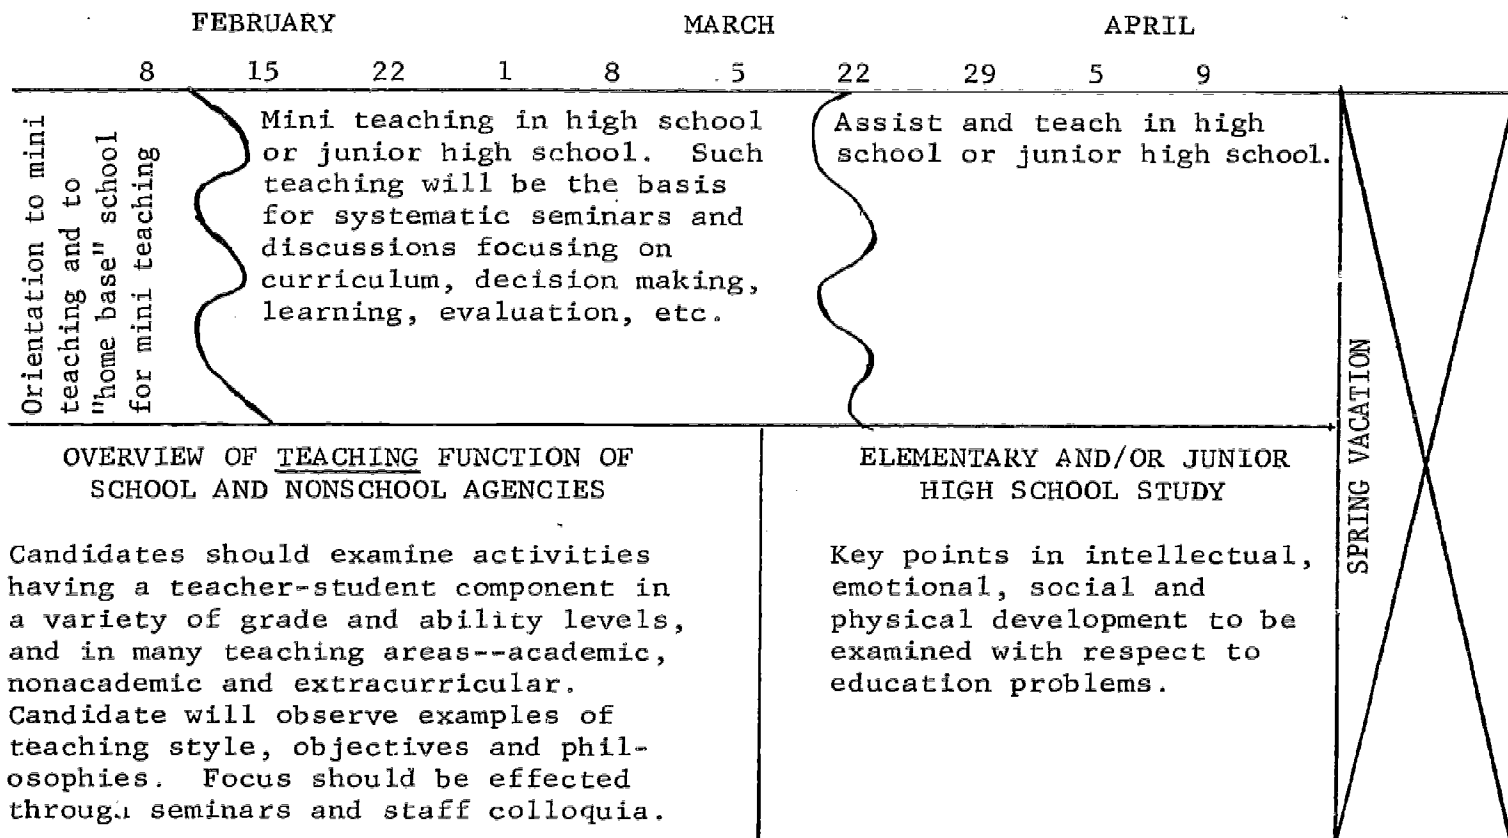 FEBRUARY MARCH APRIL
8 15 22 1 8 5 22 29 5 9
Orientation to mini
teaching and to
"home base" school
for mini teaching
Mini teaching in high school
or junior high school. Such
teaching will be the basis
for systematic seminars and
discussions focusing on
curriculum, decision making,
learning, evaluation, etc.
Assist and teach in high
school or junior high school.
SPRING VACATION
OVERVIEW OF TEACHING FUNCTION OF
SCHOOL AND NONSCHOOL AGENCIES
Candidates should examine activities
having a teacher-student component in
a variety of grade and ability levels,
and in many teaching areas--academic,
nonacademic and extracurricular.
Candidate will observe examples of
teaching style, objectives and phil-
osophies. Focus should be effected
through seminars and staff colloquia.
ELEMENTARY AND/OR JUNIOR
HIGH SCHOOL STUDY
Key points in intellectual,
emotional, social and
physical development to be
examined with respect to
education problems.